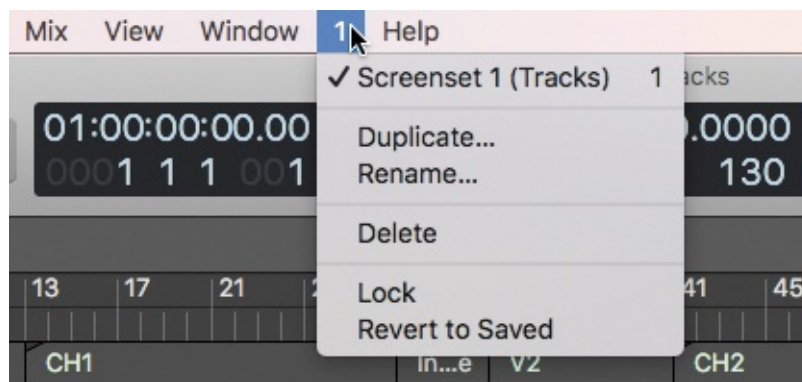 Mix View Window 1 Help
✓ Screenset 1 (Tracks) 1
acks
01:00:00:00.00
.0000
Duplicate...
0001 1 1 001
130
Rename...
Delete
13 17 21
41 45
Lock
Revert to Saved
CH1 In...e V2 CH2